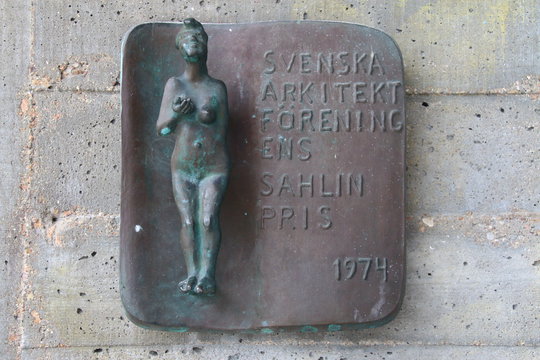 SVENSKA
ARKITEKT
FÖRENING
ENS
SAHLIN
PRIS
1974